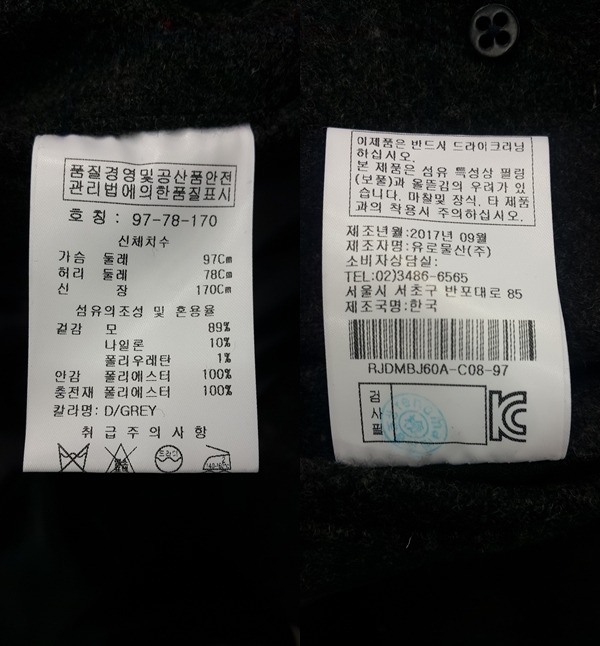 품질경영및공산품안전
관리법에의한품질표시
호 칭 : 97-78-170
신체치수
가슴 둘레 97Cm
허리 둘레 78Cm
신 장 170Cm
섬유의조성 및 혼용율
겉감 모 89%
나일론 10%
폴리우레탄 1%
안감 폴리에스터 100%
충전재 폴리에스터 100%
칼라명: D/GREY
취 급 주 의 사 항
드라이
이제품은 반드시 드라이크리닝
하십시오.
본 제품은 섬유 특성상 필링
(보풀)과 올뜯김의 우려가 있
습니다. 마찰및 장식, 타 제품
과의 착용시 주의하십시오.
제조년월:2017년 09월
제조자명:유로물산(주)
소비자상담실:
TEL:02)3486-6565
서울시 서초구 반포대로 85
제조국명:한국
RJDMBJ60A-C08-97
검
사
필